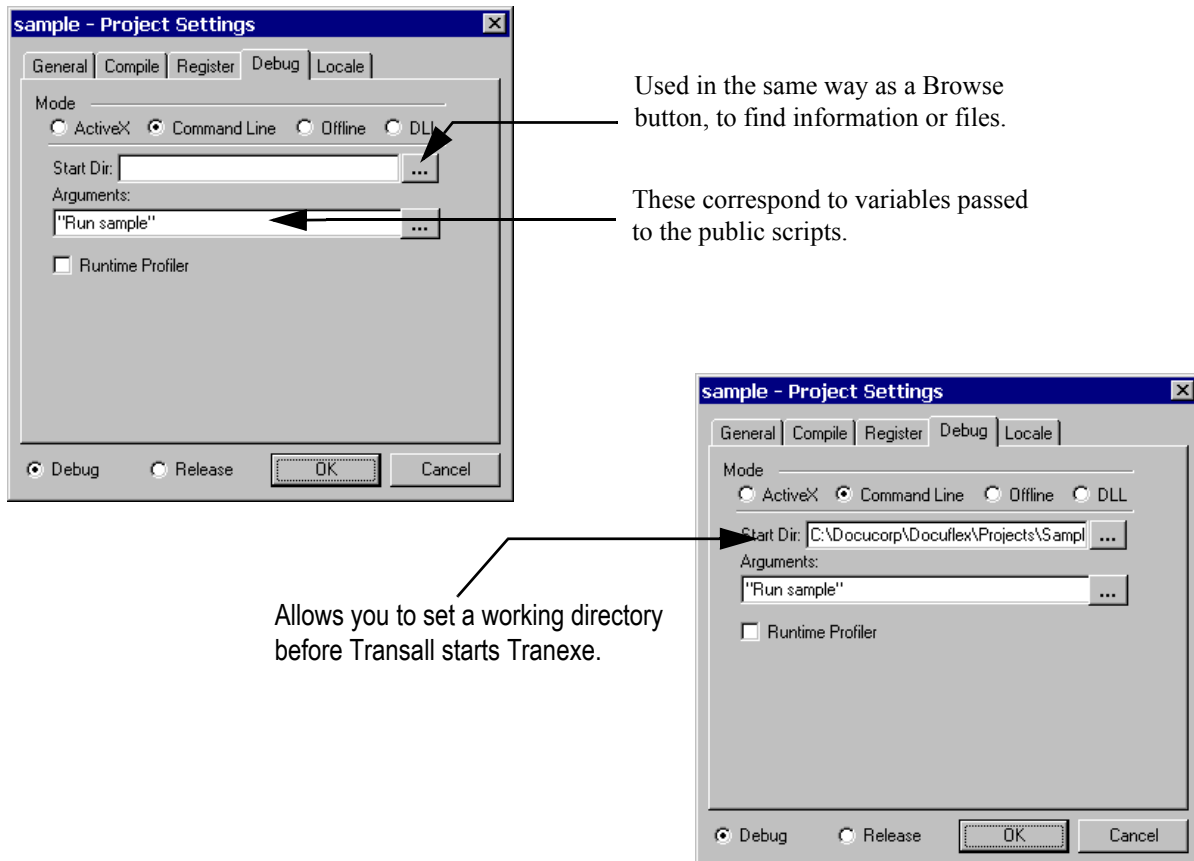 sample - Project Settings
General Compile Register Debug Locale
Mode
ActiveX Command Line Offline DLL
Start Dir: ...
Arguments:
"Run sample" ...
Runtime Profiler
Debug Release OK Cancel
Used in the same way as a Browse
button, to find information or files.
These correspond to variables passed
to the public scripts.
sample - Project Settings
General Compile Register Debug Locale
Mode
ActiveX Command Line Offline DLL
Start Dir: C:\Docucorp\Docuflex\Projects\Sampl ...
Arguments:
"Run sample" ...
Runtime Profiler
Debug Release OK Cancel
Allows you to set a working directory
before Transall starts Tranexe.